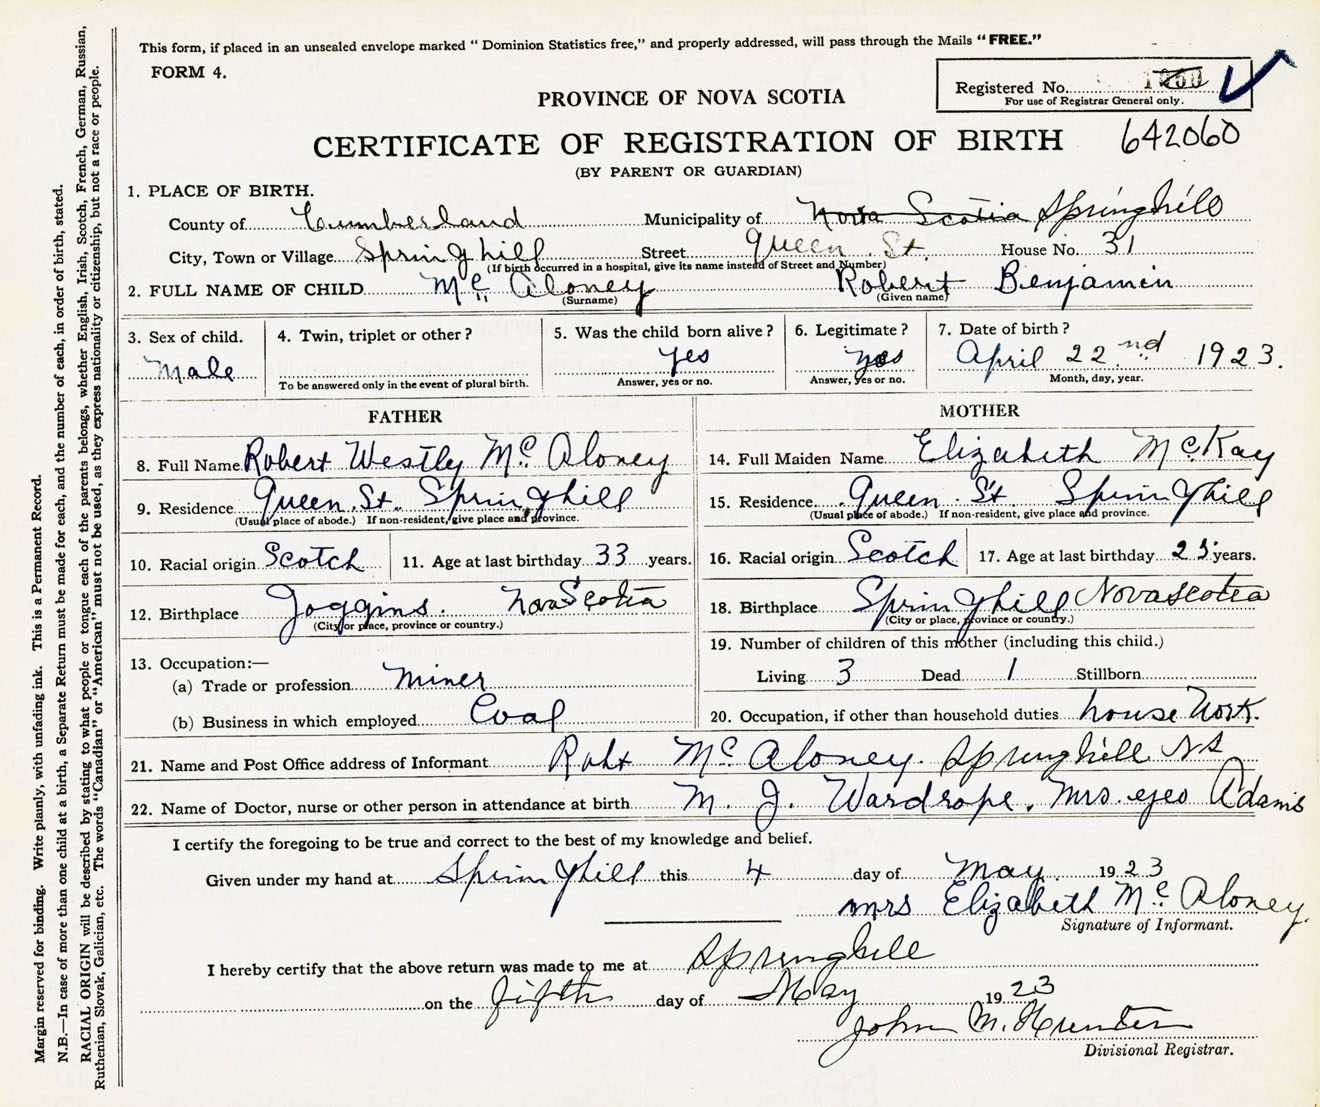 This form, if placed in an unsealed envelope marked “ Dominion Statistics free,” and properly addressed, will pass through the Mails “FREE.”
FORM 4.
Registered No.
For use of Registrar General only.
PROVINCE OF NOVA SCOTIA
CERTIFICATE OF REGISTRATION OF BIRTH 642060
(BY PARENT OR GUARDIAN)
1. PLACE OF BIRTH.
County of Cumberland Municipality of Nova Scotia Springhill
City, Town or Village Springhill Street Queen St. House No. 31
(If birth occurred in a hospital, give its name instead of Street and Number)
2. FULL NAME OF CHILD Mc Aloney Robert Benjamin
(Surname) (Given name)
3. Sex of child. 4. Twin, triplet or other? 5. Was the child born alive? 6. Legitimate? 7. Date of birth?
Male yes yes April 22nd 1923.
To be answered only in the event of plural birth. Answer, yes or no. Answer, yes or no. Month, day, year.
FATHER MOTHER
8. Full Name Robert Westly Mc Aloney 14. Full Maiden Name Elizabeth McKay
9. Residence Queen St. Springhill 15. Residence Queen St Springhill
(Usual place of abode.) If non-resident, give place and province. (Usual place of abode.) If non-resident, give place and province.
10. Racial origin Scotch 11. Age at last birthday 33 years. 16. Racial origin Scotch 17. Age at last birthday 25 years.
12. Birthplace Joggins. Nova Scotia 18. Birthplace Springhill Nova Scotia
(City or place, province or country.) (City or place, province or country.)
19. Number of children of this mother (including this child.)
13. Occupation:—
(a) Trade or profession miner Living 3 Dead 1 Stillborn
(b) Business in which employed Coal 20. Occupation, if other than household duties house Work.
21. Name and Post Office address of Informant Robt Mc Aloney. Springhill NS
22. Name of Doctor, nurse or other person in attendance at birth M. J. Wardrope. Mrs. Geo Adams
I certify the foregoing to be true and correct to the best of my knowledge and belief.
Given under my hand at Springhill this 4 day of May. 1923
Mrs Elizabeth Mc Aloney.
Signature of Informant.
I hereby certify that the above return was made to me at Springhill
on the fifth day of May 1923
John M. Hunter
Divisional Registrar.
Margin reserved for binding. Write plainly, with unfading ink. This is a Permanent Record.
N.B.—In case of more than one child at a birth, a Separate Return must be made for each, and the number of each, in order of birth, stated.
RACIAL ORIGIN will be described by stating to what people or tongue each of the parents belongs, whether English, Irish, Scotch, French, German, Russian,
Ruthenian, Slovak, Galician, etc. The words “Canadian” or “American” must not be used, as they express nationality or citizenship, but not a race or people.